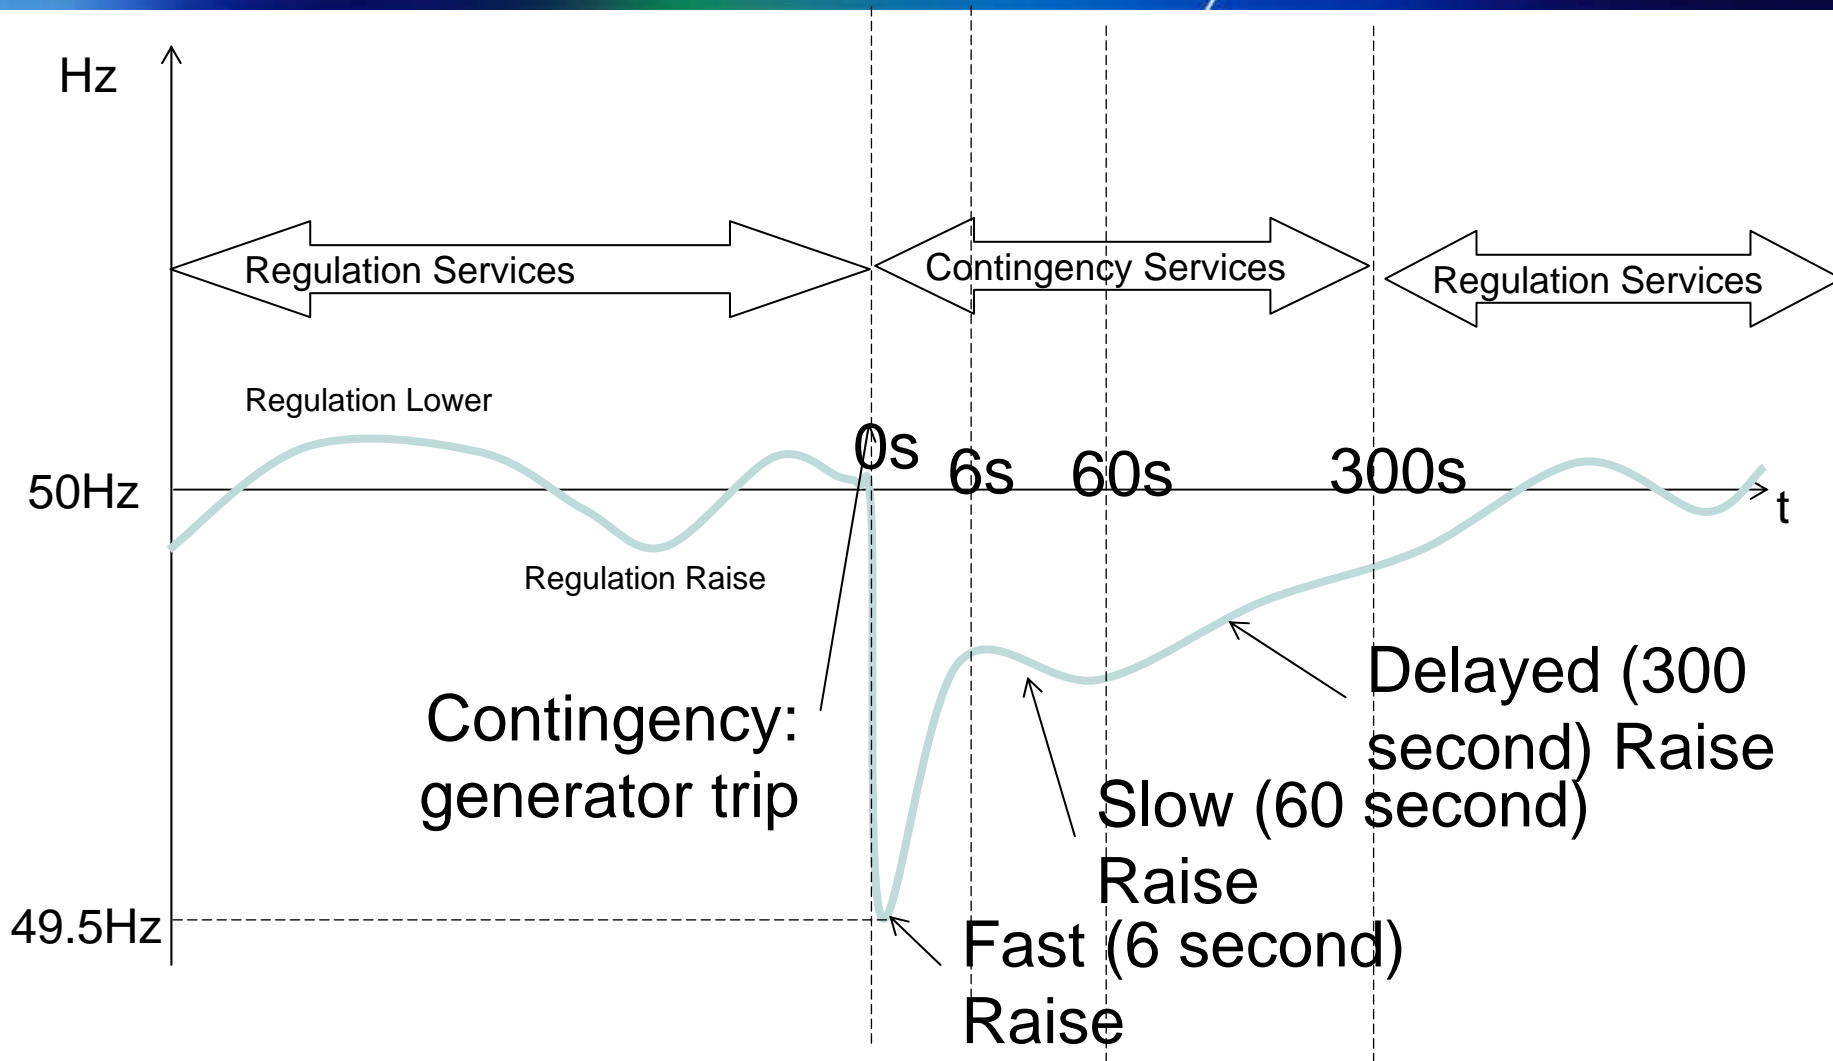 Hz
Regulation Services
Contingency Services
Regulation Services
Regulation Lower
0s
6s
60s
300s
50Hz
t
Regulation Raise
Contingency:
generator trip
Delayed (300
second) Raise
Slow (60 second)
Raise
49.5Hz
Fast (6 second)
Raise